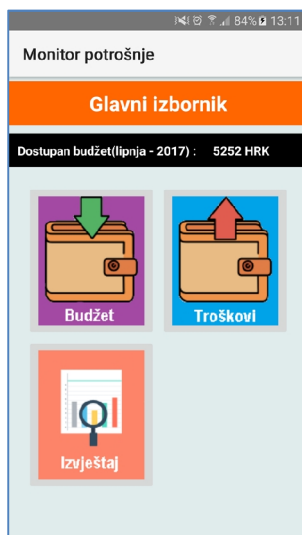 84% 13:11
Monitor potrošnje
Glavni izbornik
Dostupan budžet(lipnja - 2017) : 5252 HRK
Budžet Troškovi
Izvještaj